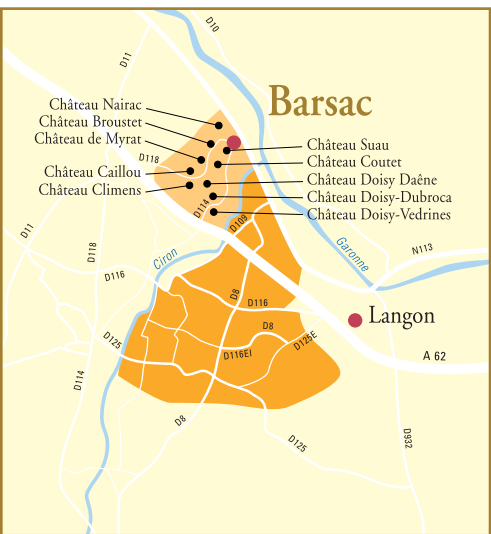 D10
D11
Barsac
Château Nairac
Château Broustet
Château de Myrat
D118
Château Caillou
Château Climens
Château Suau
Château Coutet
Château Doisy Daêne
Château Doisy-Dubroca
Château Doisy-Vedrines
D114
D109
D11
D118
Ciron
Garonne
N113
D116
D8
D116
Langon
D8
D125
D116EI
D125E
A 62
D114
D8
D125
D932